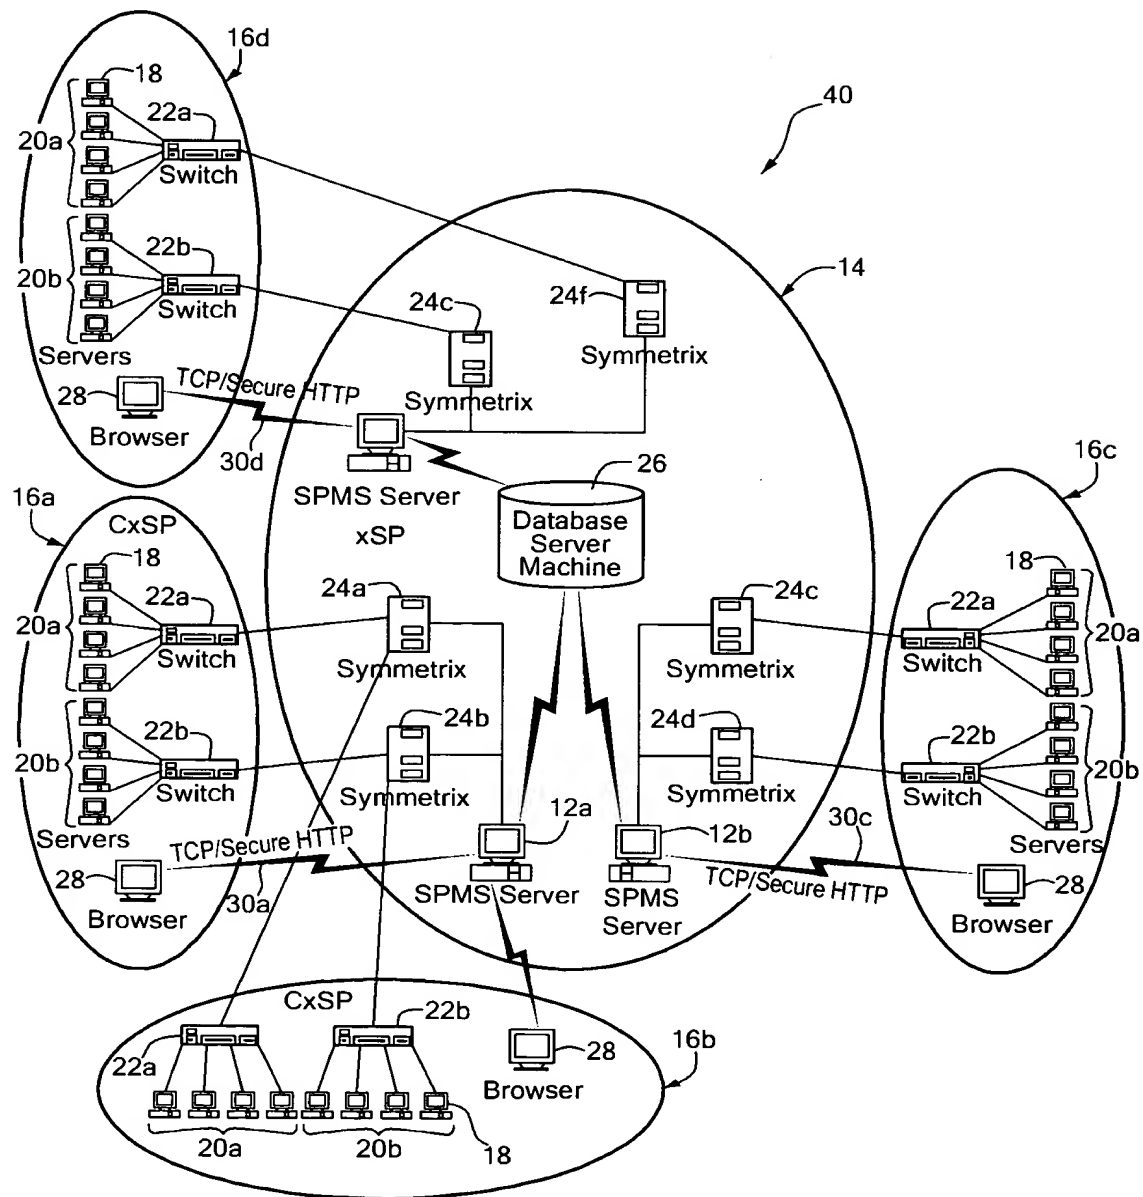 16d
18
22a
20a
Switch
40
22b
20b
Switch
Servers
14
24c
24f
Symmetrix
Symmetrix
28
TCP/Secure HTTP
Browser
30d
SPMS Server
xSP
26
Database
Server
Machine
16c
16a
CxSP
18
22a
20a
Switch
24a
Symmetrix
24c
Symmetrix
18
22a
20a
Switch
22b
20b
Switch
Servers
24b
Symmetrix
24d
Symmetrix
22b
20b
Switch
Servers
12a
12b
30c
TCP/Secure HTTP
28
Browser
30a
SPMS Server
SPMS
Server
TCP/Secure HTTP
28
Browser
CxSP
22b
22a
28
Browser
16b
20a
20b
18